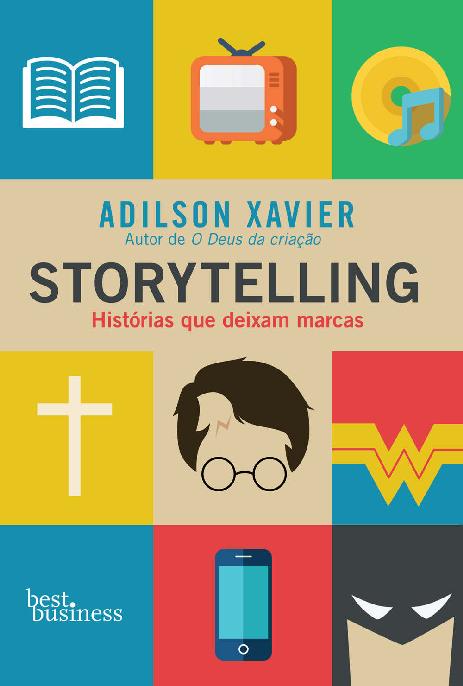 ADILSON XAVIER
Autor de O Deus da criação
STORYTELLING
Histórias que deixam marcas
best.
business